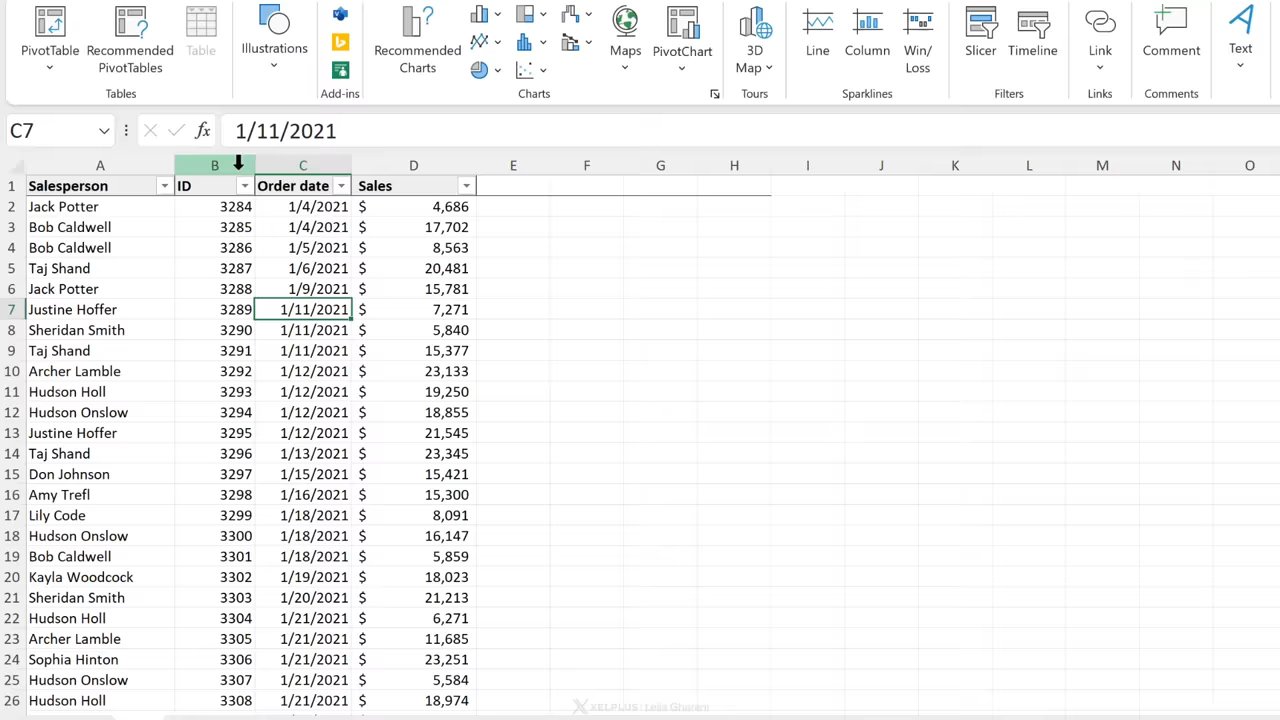 PivotTable Recommended PivotTables Table Illustrations Recommended Charts Maps PivotChart 3D Map Line Column Win/Loss Slicer Timeline Link Comment Text
Tables Add-ins Charts Tours Sparklines Filters Links Comments
C7 fx 1/11/2021
A B C D E F G H I J K L M N O
1 Salesperson ID Order date Sales
2 Jack Potter 3284 1/4/2021 $ 4,686
3 Bob Caldwell 3285 1/4/2021 $ 17,702
4 Bob Caldwell 3286 1/5/2021 $ 8,563
5 Taj Shand 3287 1/6/2021 $ 20,481
6 Jack Potter 3288 1/9/2021 $ 15,781
7 Justine Hoffer 3289 1/11/2021 $ 7,271
8 Sheridan Smith 3290 1/11/2021 $ 5,840
9 Taj Shand 3291 1/11/2021 $ 15,377
10 Archer Lamble 3292 1/12/2021 $ 23,133
11 Hudson Holl 3293 1/12/2021 $ 19,250
12 Hudson Onslow 3294 1/12/2021 $ 18,855
13 Justine Hoffer 3295 1/12/2021 $ 21,545
14 Taj Shand 3296 1/13/2021 $ 23,345
15 Don Johnson 3297 1/15/2021 $ 15,421
16 Amy Trefl 3298 1/16/2021 $ 15,300
17 Lily Code 3299 1/18/2021 $ 8,091
18 Hudson Onslow 3300 1/18/2021 $ 16,147
19 Bob Caldwell 3301 1/18/2021 $ 5,859
20 Kayla Woodcock 3302 1/19/2021 $ 18,023
21 Sheridan Smith 3303 1/20/2021 $ 21,213
22 Hudson Holl 3304 1/21/2021 $ 6,271
23 Archer Lamble 3305 1/21/2021 $ 11,685
24 Sophia Hinton 3306 1/21/2021 $ 23,251
25 Hudson Onslow 3307 1/21/2021 $ 5,584
26 Hudson Holl 3308 1/21/2021 $ 18,974
XELPLUS | Leila Gharani